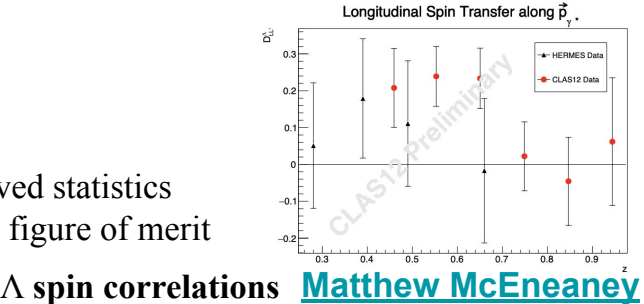 Longitudinal Spin Transfer along p⃗γ*
D^Λ_LL'
HERMES Data
CLAS12 Data
CLAS12 Preliminary
0.3
0.2
0.1
0
−0.1
−0.2
0.3 0.4 0.5 0.6 0.7 0.8 0.9
z
ved statistics
figure of merit
Λ spin correlations Matthew McEneaney